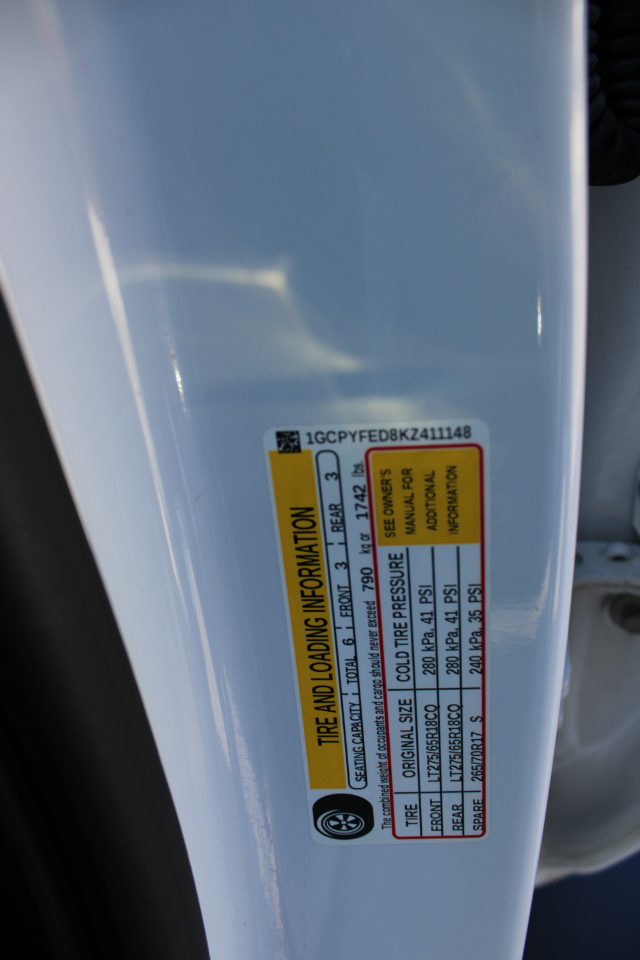 1GCPYFED8KZ411148
TIRE AND LOADING INFORMATION
SEATING CAPACITY TOTAL 6 FRONT 3 REAR 3
The combined weight of occupants and cargo should never exceed 790 kg or 1742 lbs.
TIRE ORIGINAL SIZE COLD TIRE PRESSURE
FRONT LT275/65R18CQ 280 kPa, 41 PSI
REAR LT275/65R18CQ 280 kPa, 41 PSI
SPARE 265/70R17 S 240 kPa, 35 PSI
SEE OWNER'S
MANUAL FOR
ADDITIONAL
INFORMATION